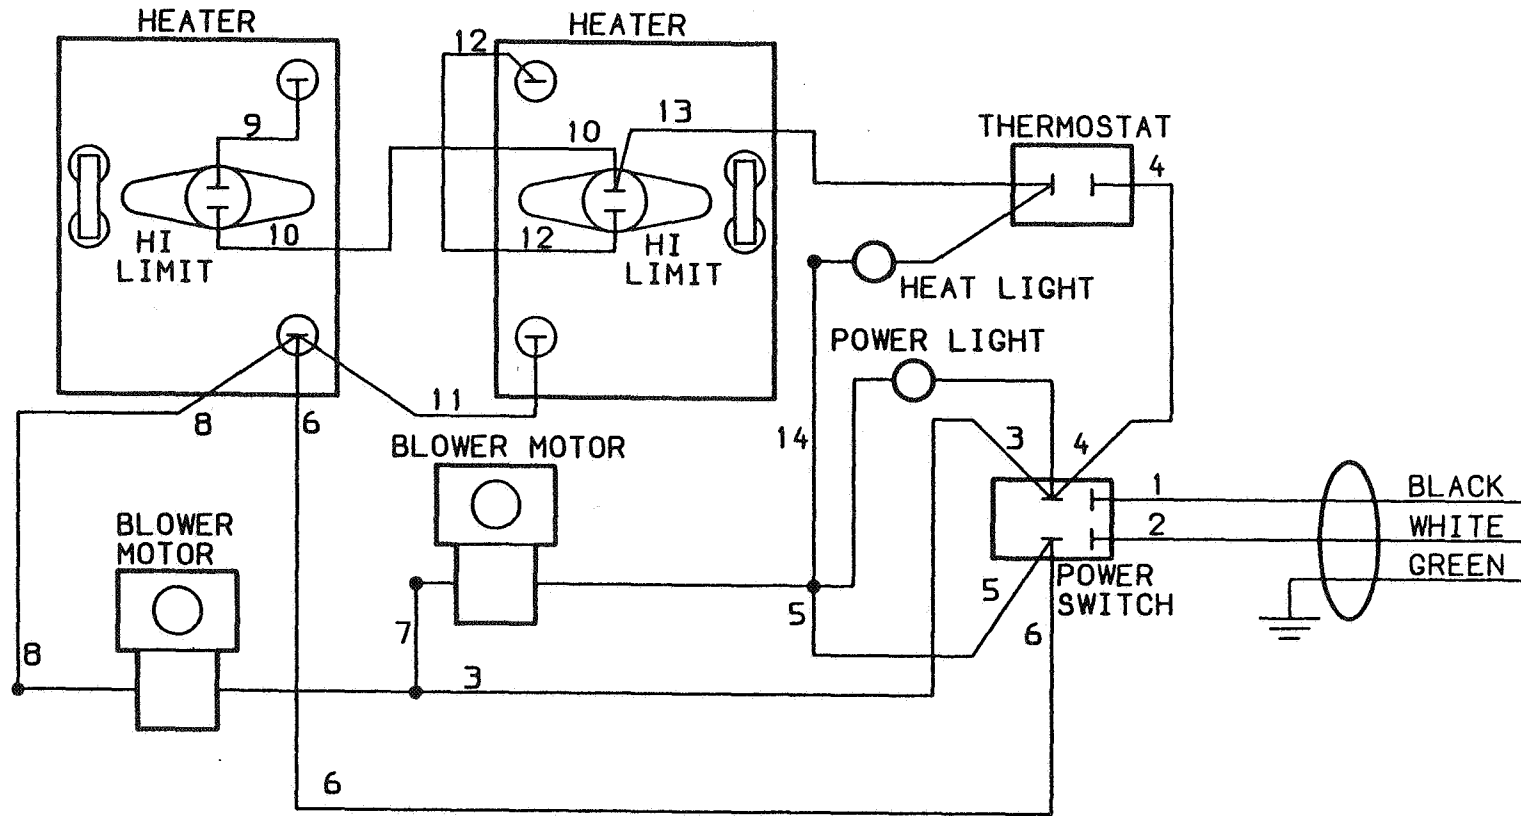 HEATER
HEATER
12
13
9
10
THERMOSTAT
4
10
12
HI
LIMIT
HI
LIMIT
HEAT LIGHT
POWER LIGHT
11
8
6
14
3
4
BLOWER MOTOR
1
BLACK
2
WHITE
GREEN
BLOWER
MOTOR
5
POWER
SWITCH
5
6
7
8
3
6